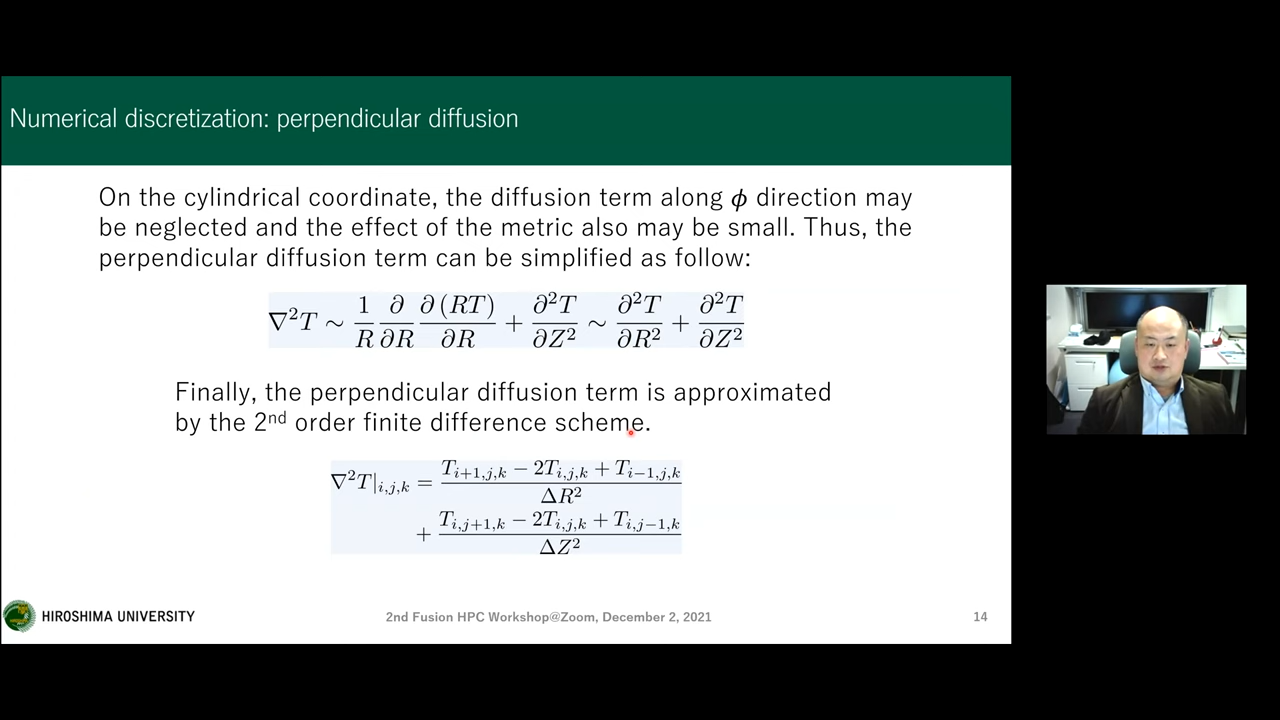 Numerical discretization: perpendicular diffusion
On the cylindrical coordinate, the diffusion term along ϕ direction may
be neglected and the effect of the metric also may be small. Thus, the
perpendicular diffusion term can be simplified as follow:
∇²T ∼ 1/R ∂/∂R ∂(RT)/∂R + ∂²T/∂Z² ∼ ∂²T/∂R² + ∂²T/∂Z²
Finally, the perpendicular diffusion term is approximated
by the 2nd order finite difference scheme.
∇²T|i,j,k = (Ti+1,j,k − 2Ti,j,k + Ti−1,j,k)/ΔR²
+ (Ti,j+1,k − 2Ti,j,k + Ti,j−1,k)/ΔZ²
HIROSHIMA UNIVERSITY
2nd Fusion HPC Workshop@Zoom, December 2, 2021
14